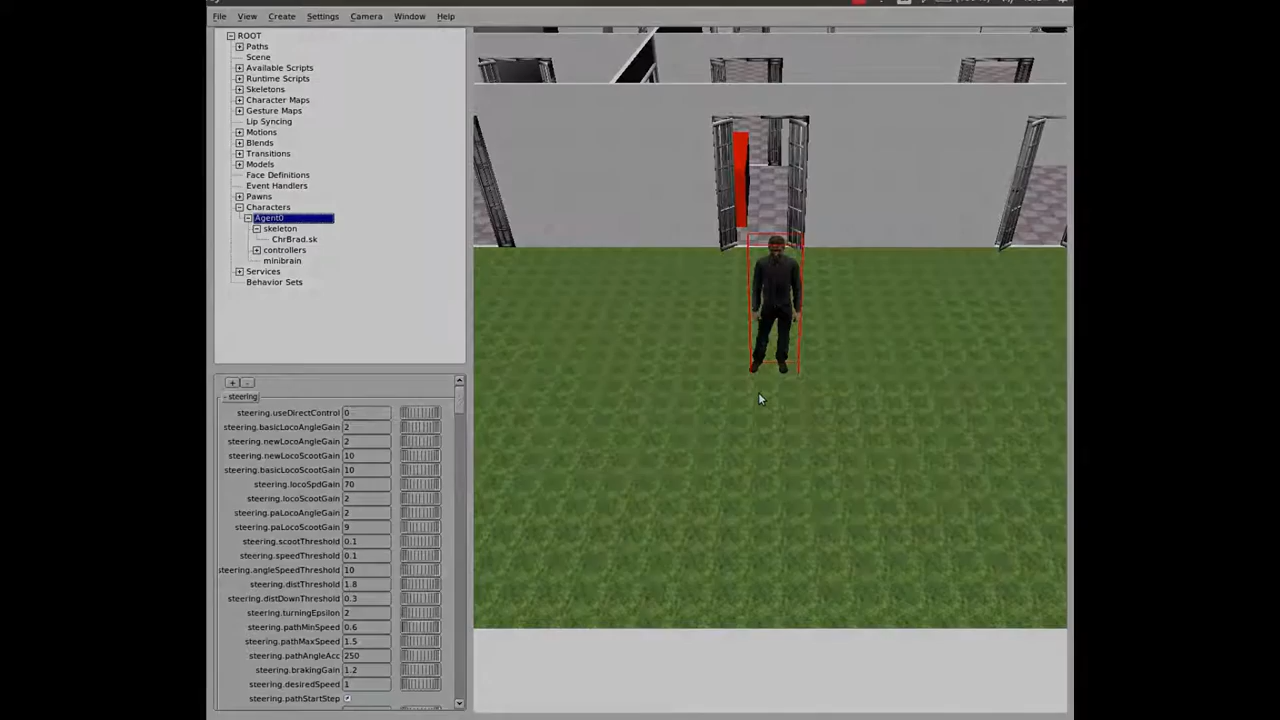 File View Create Settings Camera Window Help
ROOT
Paths
Scene
Available Scripts
Runtime Scripts
Skeletons
Character Maps
Gesture Maps
Lip Syncing
Motions
Blends
Transitions
Models
Face Definitions
Event Handlers
Pawns
Characters
Agent0
skeleton
ChrBrad.sk
controllers
minibrain
Services
Behavior Sets
+ -
- steering
steering.useDirectControl 0
steering.basicLocoAngleGain 2
steering.newLocoAngleGain 2
steering.newLocoScootGain 10
steering.basicLocoScootGain 10
steering.locoSpdGain 70
steering.locoScootGain 2
steering.paLocoAngleGain 2
steering.paLocoScootGain 9
steering.scootThreshold 0.1
steering.speedThreshold 0.1
steering.angleSpeedThreshold 10
steering.distThreshold 1.8
steering.distDownThreshold 0.3
steering.turningEpsilon 2
steering.pathMinSpeed 0.6
steering.pathMaxSpeed 1.5
steering.pathAngleAcc 250
steering.brakingGain 1.2
steering.desiredSpeed 1
steering.pathStartStep